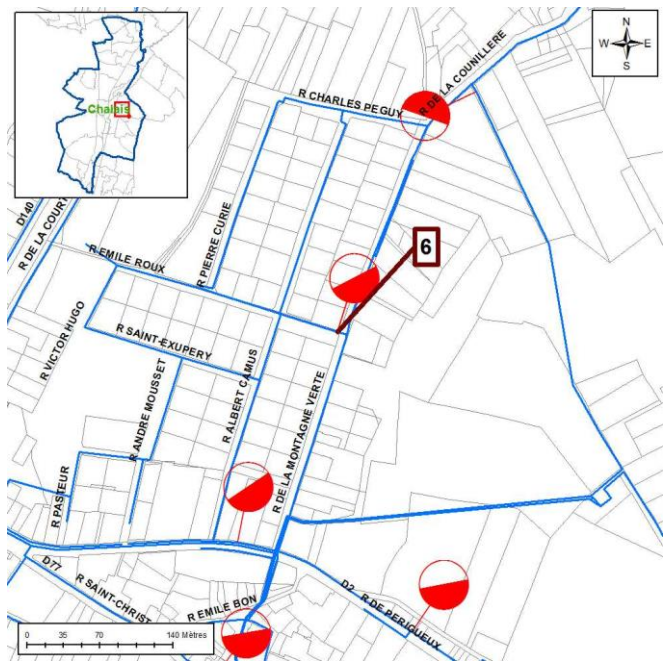 N
W E
S
Chalais
R DE LA COUNILLERE
R CHARLES PEGUY
R PIERRE CURIE
D140
R DE LA COURT
R EMILE ROUX
6
R SAINT-EXUPERY
R VICTOR HUGO
R ANDRE MOUSSET
R ALBERT CAMUS
R DE LA MONTAGNE VERTE
R PASTEUR
D77
R SAINT-CHRIST
R EMILE BON
D2
R DE PERIGUEUX
0 35 70 140 Mètres